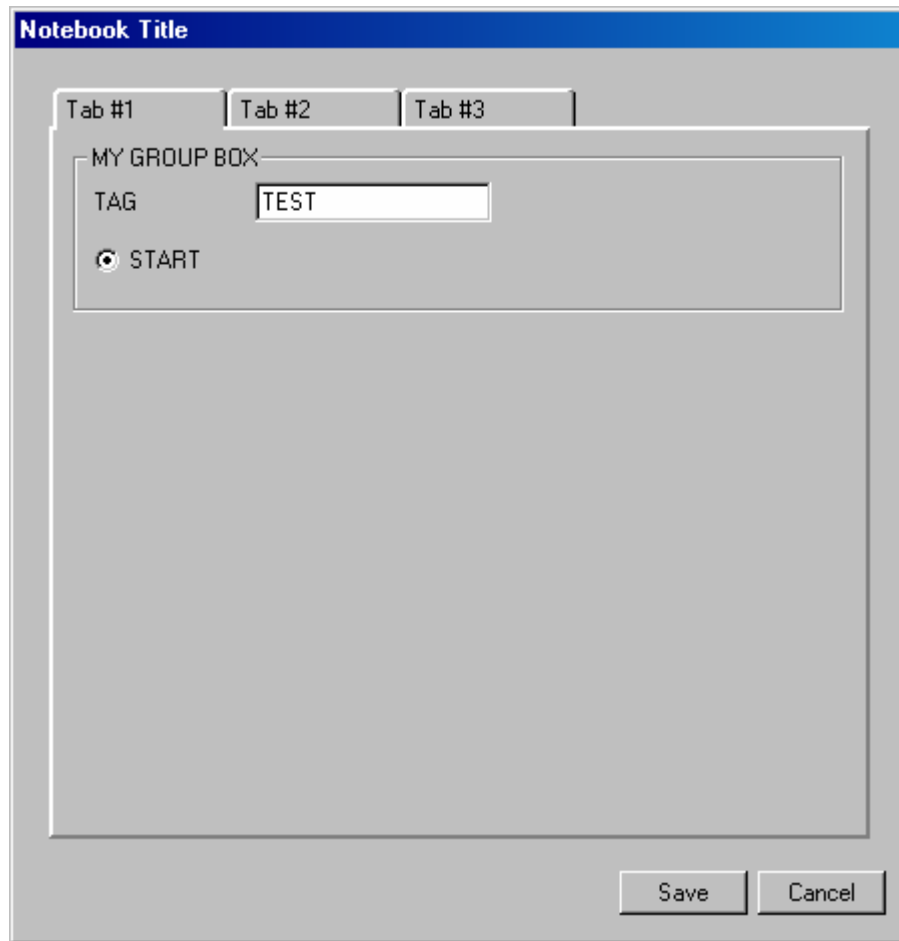 Notebook Title
Tab #1 Tab #2 Tab #3
MY GROUP BOX
TAG TEST
START
Save Cancel